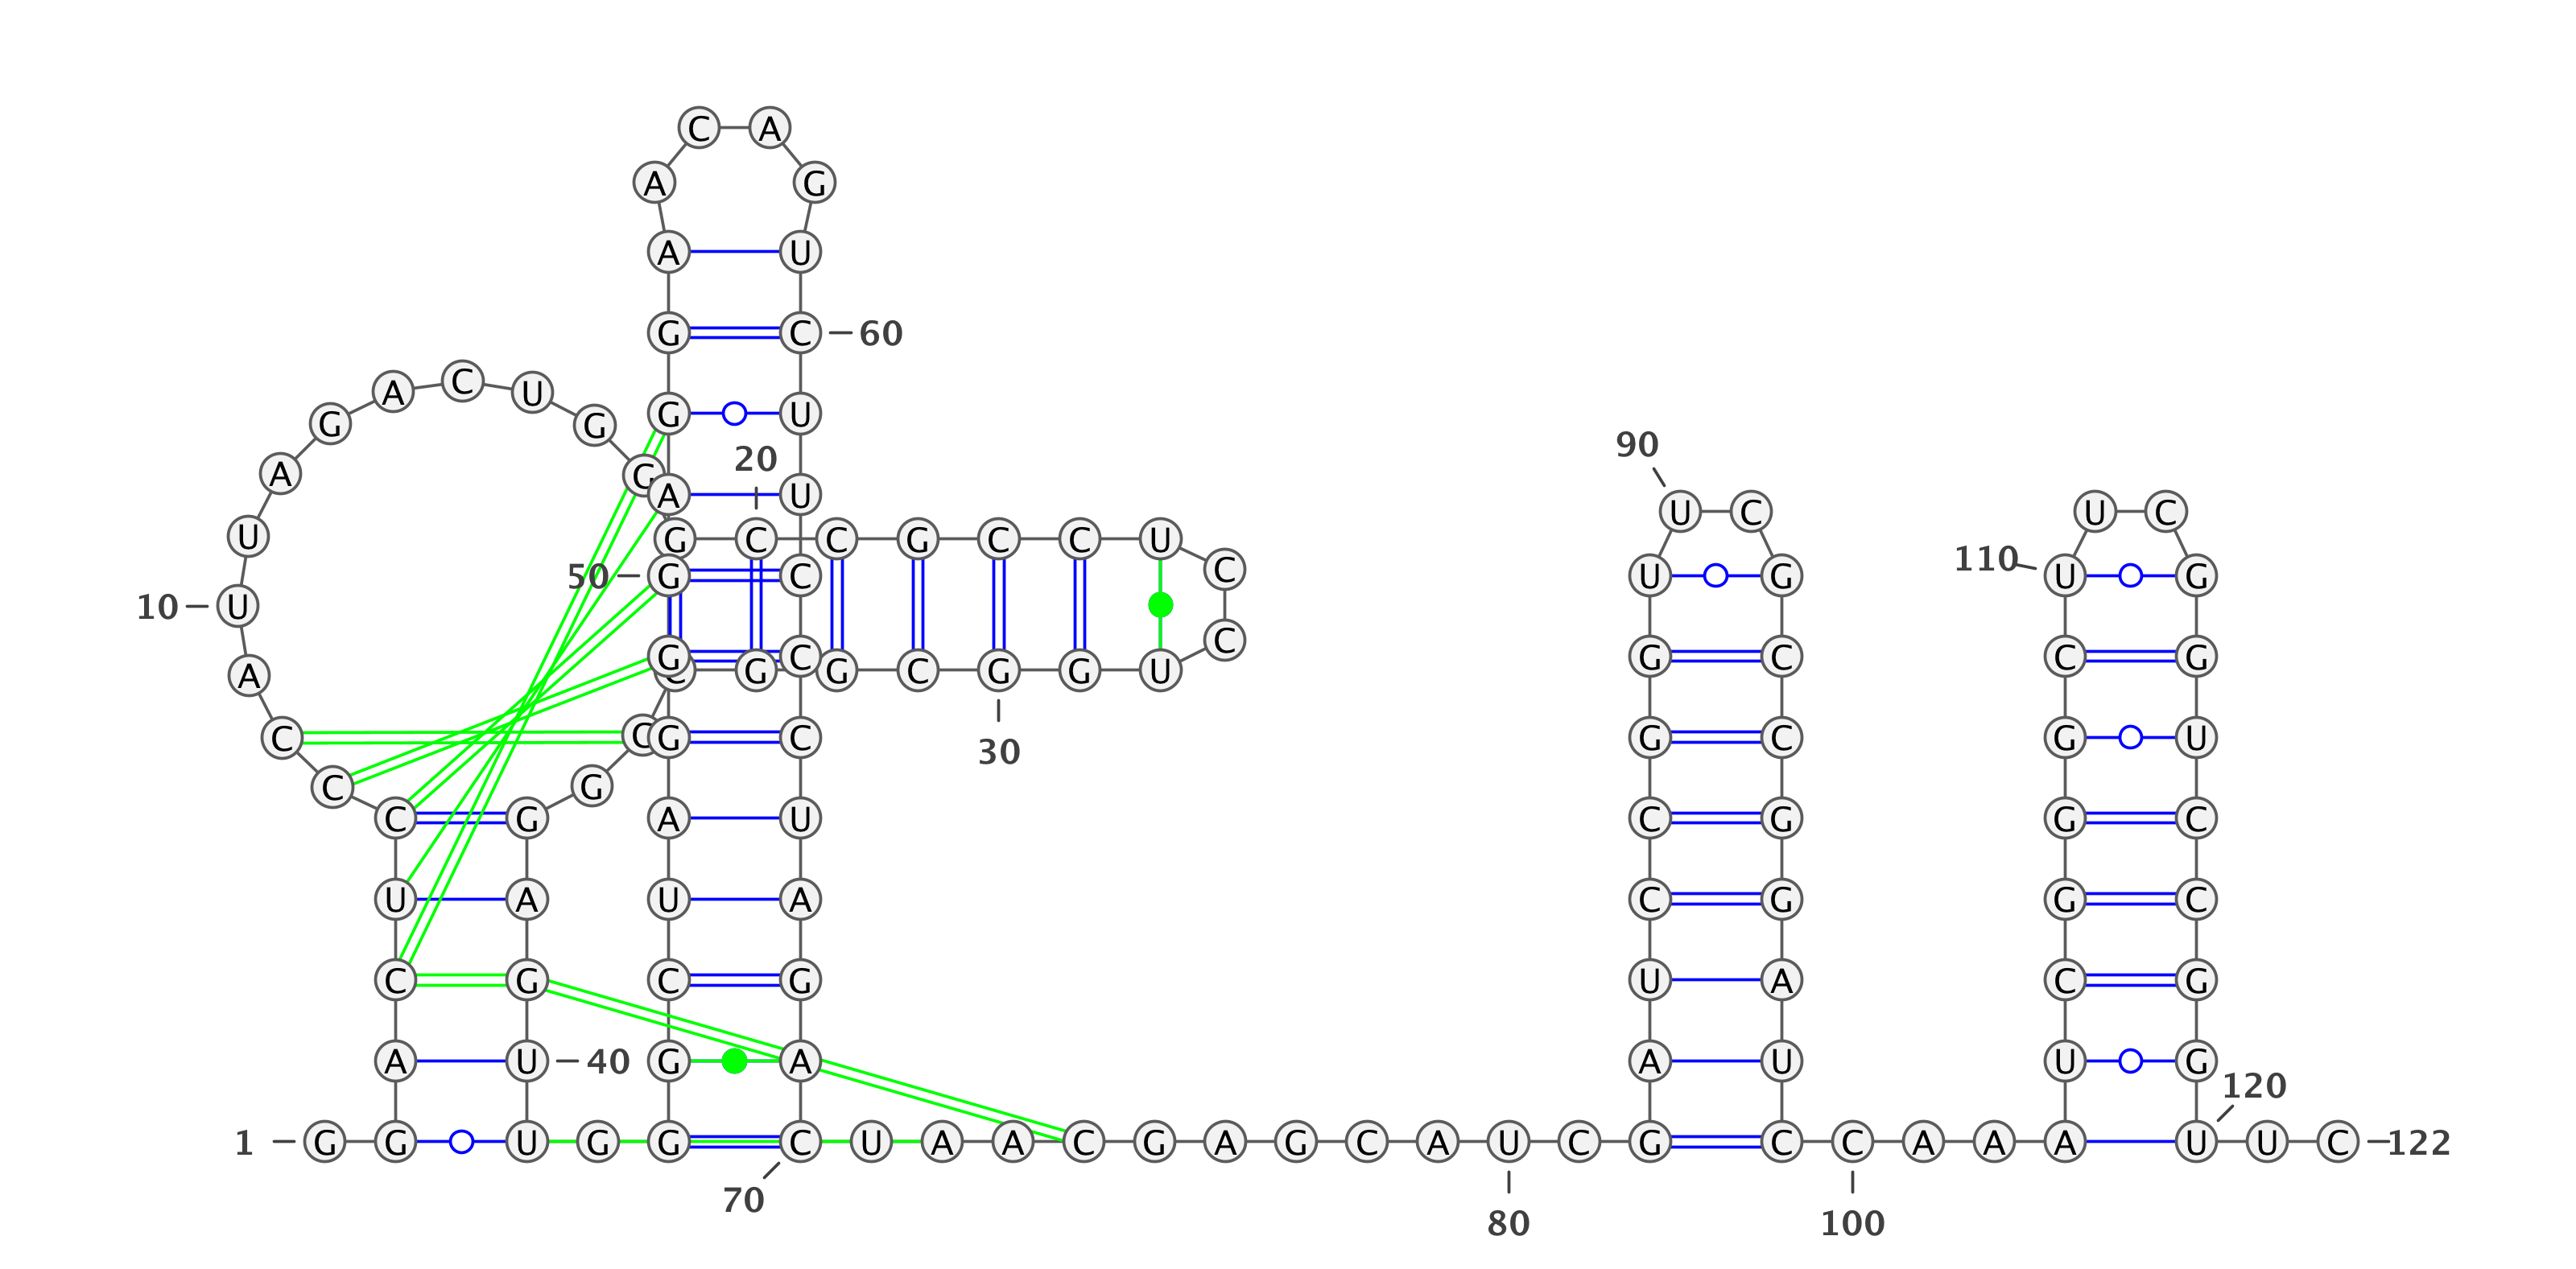 C A
A G
A U
G C 60
A C U
G U
G G
90
20
A G
A U
U C U C
U G C C G C C U
110
C
50 G C U G U G
10 U
C
G C G C C G
A C G G C G G U
C C G C G C G U
30
C G
C G A U C G G C
U A U A C G G C
C G C G U A C G
A U 40 G A A U U G
120
1 G G U G G C U A A C G A G C A U C G C C A A A U U C 122
70
80 100